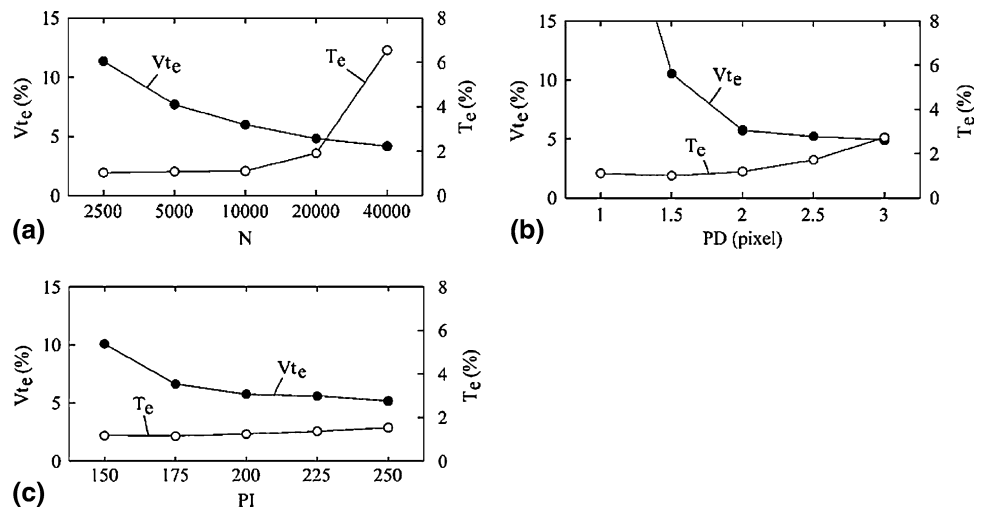 15
10
5
0
Vte (%)
Vte
Te
8
6
4
2
0
Te (%)
2500 5000 10000 20000 40000
N
(a)
15
10
5
0
Vte (%)
Vte
Te
8
6
4
2
0
Te (%)
1 1.5 2 2.5 3
PD (pixel)
(b)
15
10
5
0
Vte (%)
Vte
Te
8
6
4
2
0
Te (%)
150 175 200 225 250
PI
(c)